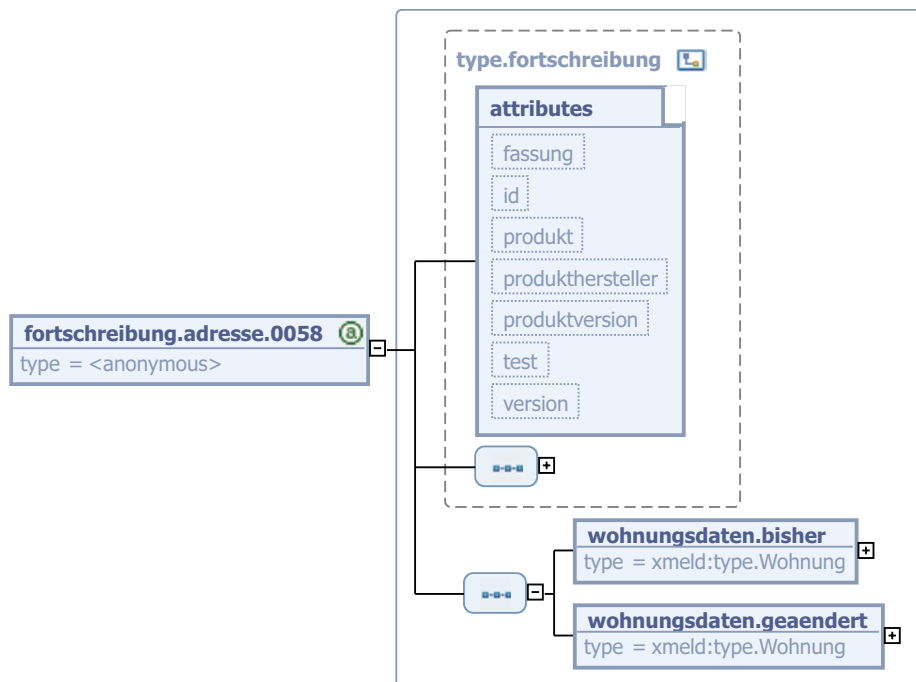 type.fortschreibung
attributes
fassung
id
produkt
produkthersteller
produktversion
test
version
fortschreibung.adresse.0058 a
type = <anonymous>
wohnungsdaten.bisher
type = xmeld:type.Wohnung
wohnungsdaten.geaendert
type = xmeld:type.Wohnung